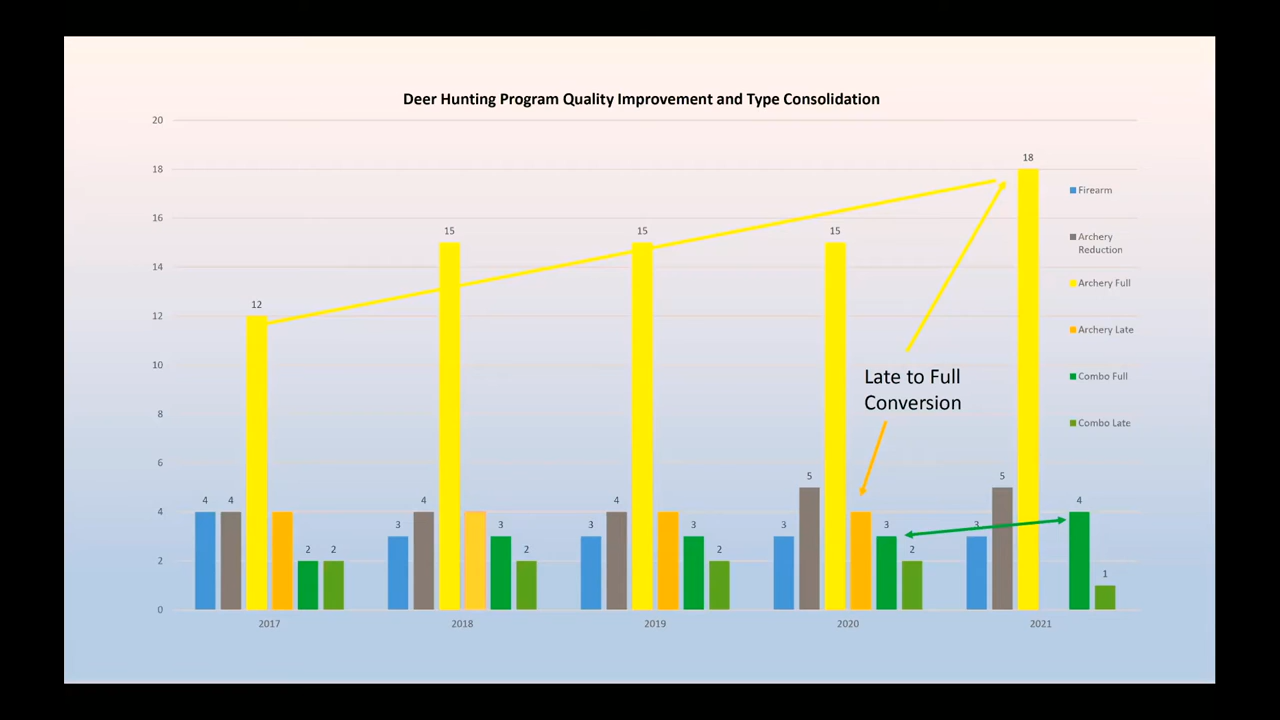 Deer Hunting Program Quality Improvement and Type Consolidation
20
18
16
14
12
10
8
6
4
2
0
4 4 12 2 2
3 4 15 3 2
3 4 15 3 2
3 5 15 3 2
3 5 18 4 1
2017 2018 2019 2020 2021
Late to Full
Conversion
Firearm
Archery
Reduction
Archery Full
Archery Late
Combo Full
Combo Late